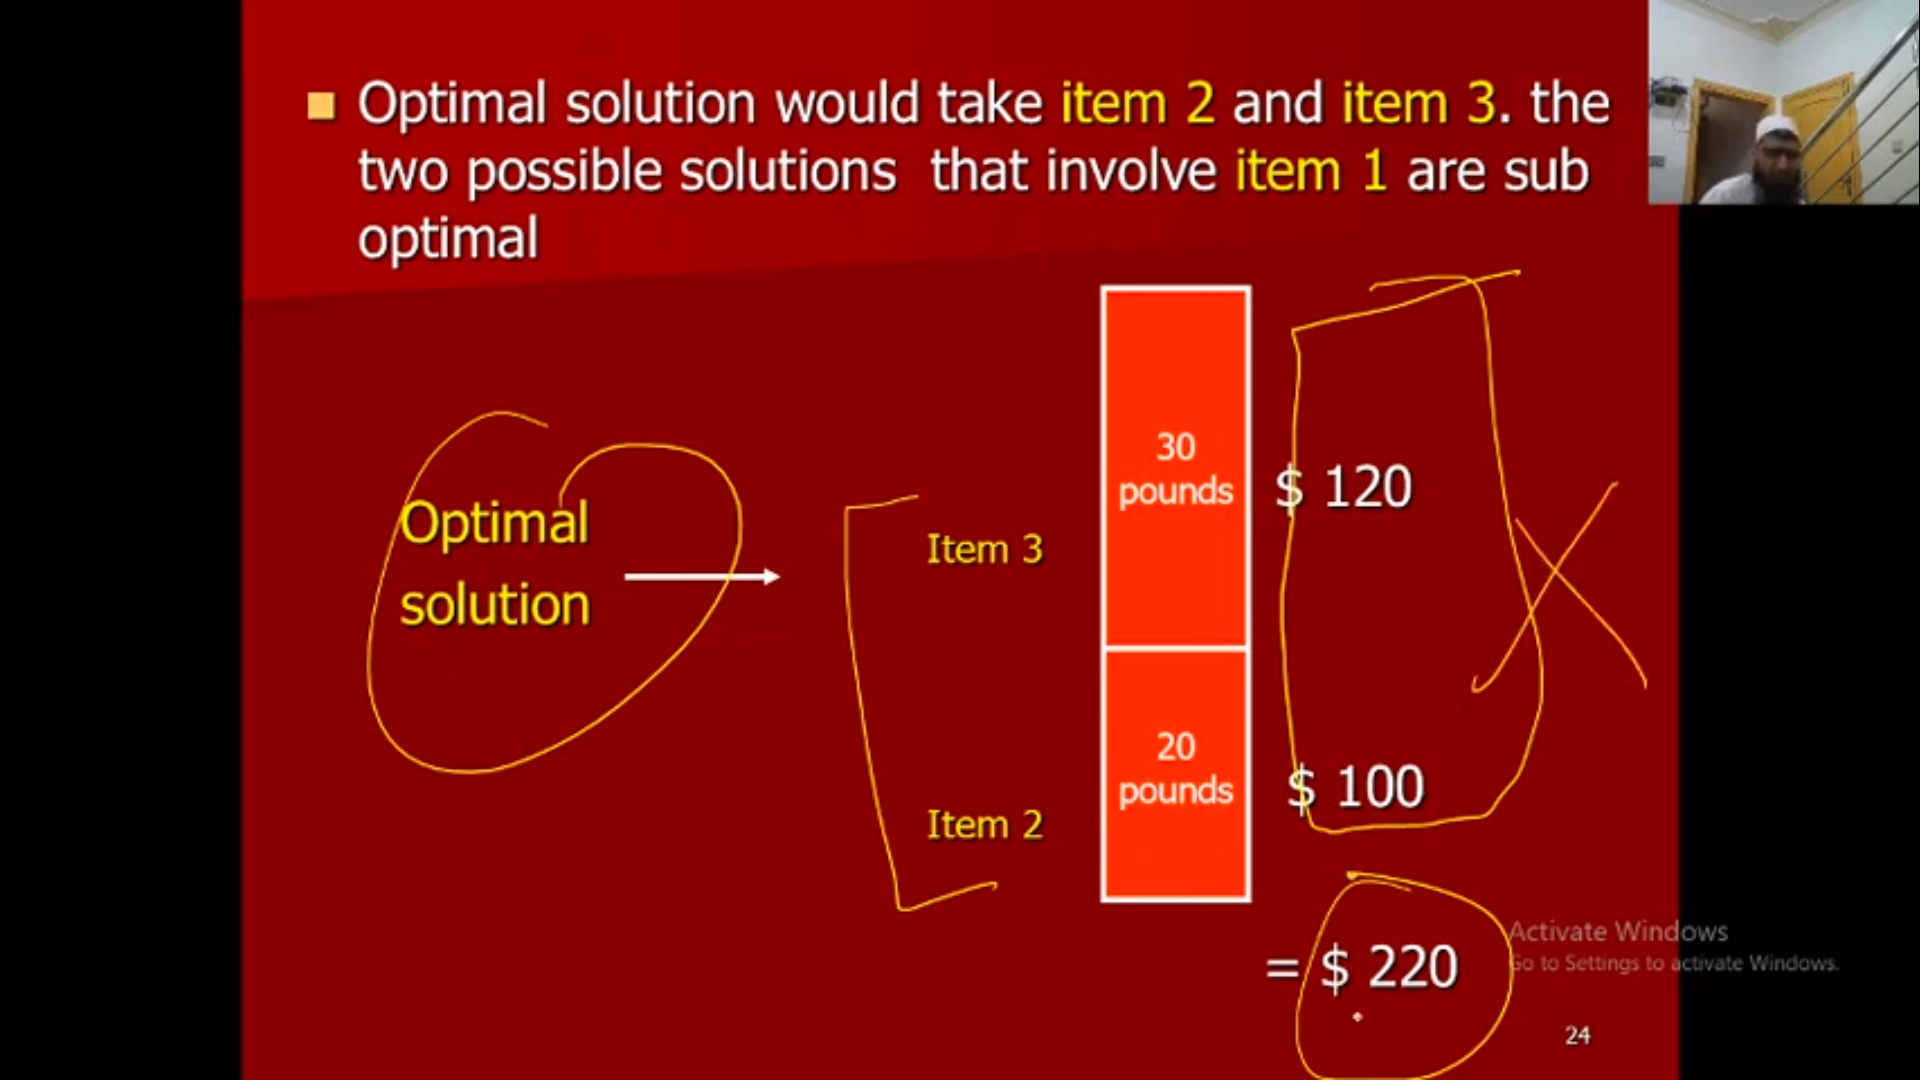 Optimal solution would take item 2 and item 3. the
two possible solutions that involve item 1 are sub
optimal
Optimal
solution
Item 3
30
pounds
$ 120
Item 2
20
pounds
$ 100
= $ 220
Activate Windows
Go to Settings to activate Windows.
24